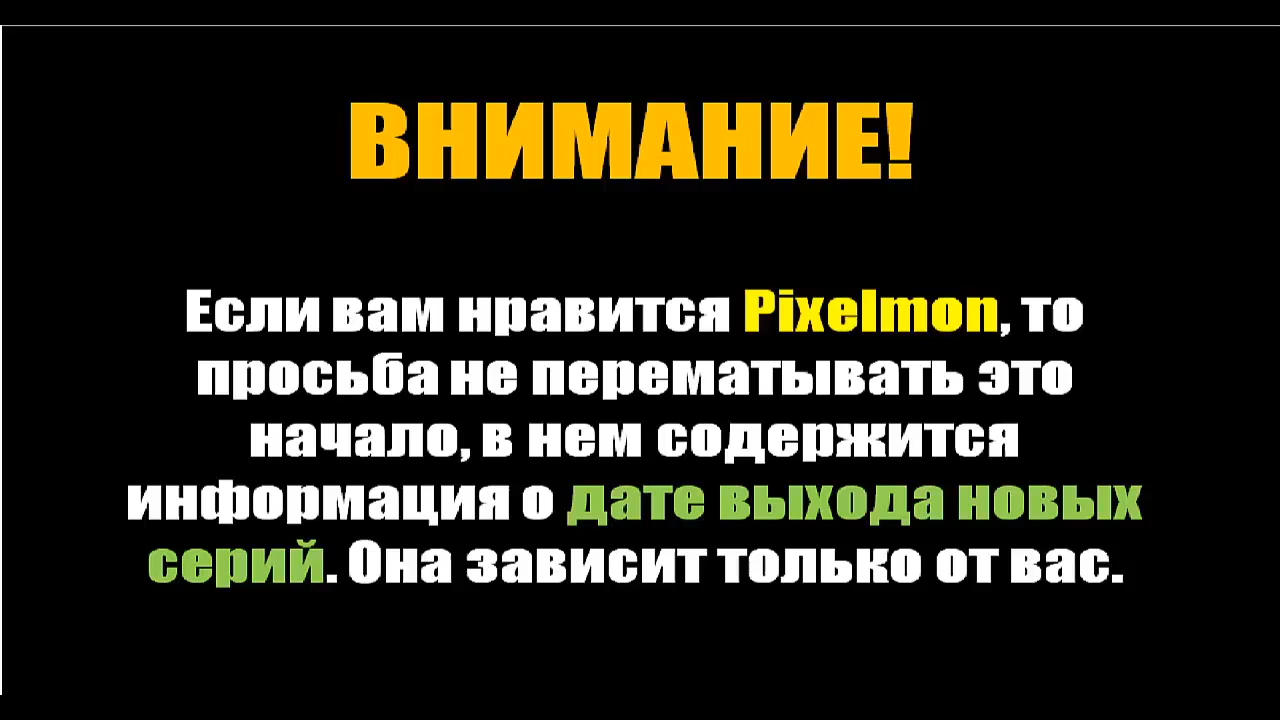 ВНИМАНИЕ!
Если вам нравится Pixelmon, то
просьба не перематывать это
начало, в нем содержится
информация о дате выхода новых
серий. Она зависит только от вас.